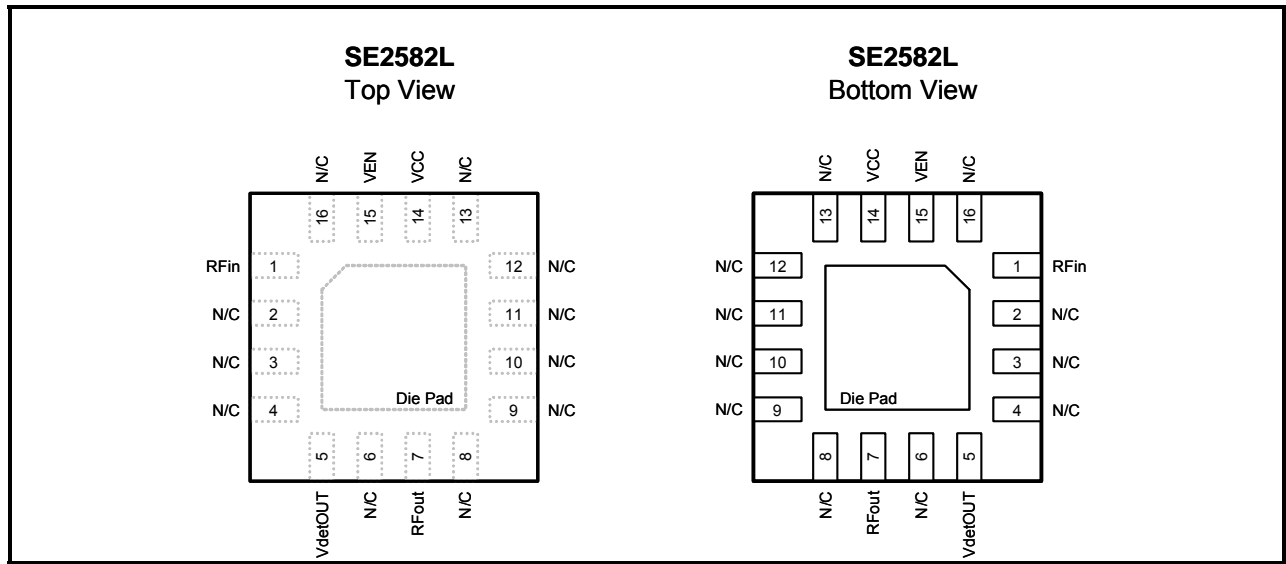 SE2582L
Top View
N/C VEN VCC N/C
16 15 14 13
RFin 1 12 N/C
N/C 2 11 N/C
N/C 3 10 N/C
N/C 4 9 N/C
Die Pad
5 6 7 8
VdetOUT N/C RFout N/C
SE2582L
Bottom View
N/C VCC VEN N/C
13 14 15 16
N/C 12 1 RFin
N/C 11 2 N/C
N/C 10 3 N/C
N/C 9 4 N/C
Die Pad
8 7 6 5
N/C RFout N/C VdetOUT